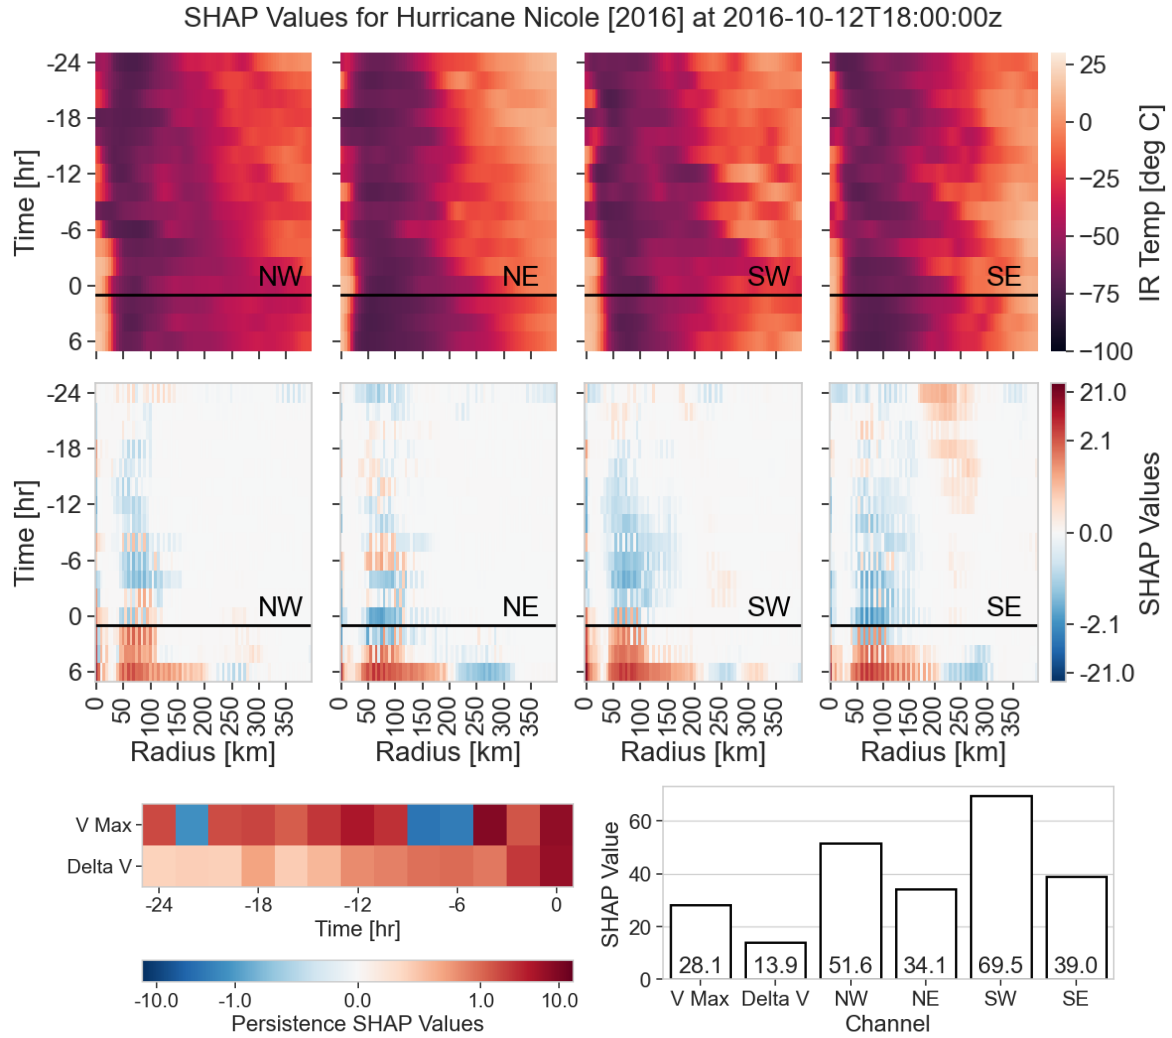 SHAP Values for Hurricane Nicole [2016] at 2016-10-12T18:00:00z
Time [hr]
-24
-18
-12
-6
0
6
NW
NE
SW
SE
25
0
−25
−50
−75
−100
IR Temp [deg C]
Time [hr]
-24
-18
-12
-6
0
6
NW
NE
SW
SE
21.0
2.1
0.0
-2.1
-21.0
SHAP Values
0 50 100 150 200 250 300 350
0 50 100 150 200 250 300 350
0 50 100 150 200 250 300 350
0 50 100 150 200 250 300 350
Radius [km] Radius [km] Radius [km] Radius [km]
V Max
Delta V
-24 -18 -12 -6 0
Time [hr]
-10.0 -1.0 0.0 1.0 10.0
Persistence SHAP Values
SHAP Value
60
40
20
0
28.1 13.9 51.6 34.1 69.5 39.0
V Max Delta V NW NE SW SE
Channel